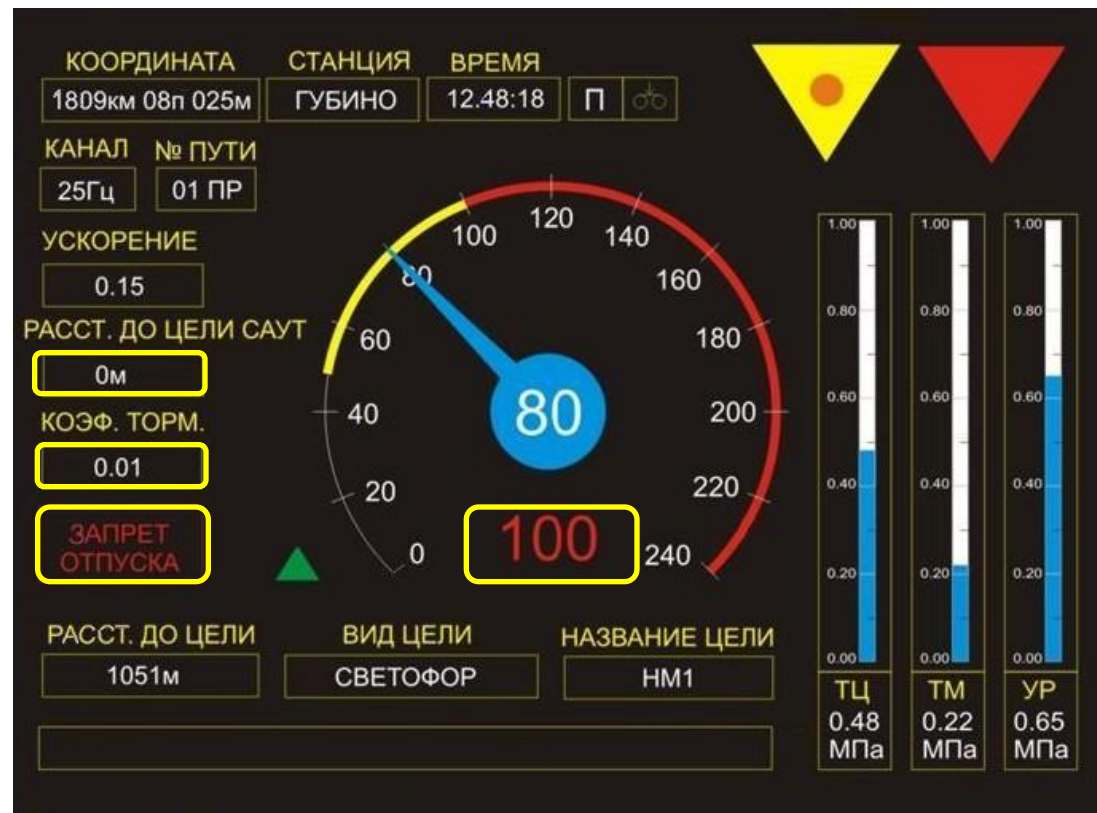 КООРДИНАТА СТАНЦИЯ ВРЕМЯ
1809км 08п 025м ГУБИНО 12.48:18 П
КАНАЛ № ПУТИ
25Гц 01 ПР
УСКОРЕНИЕ
0.15
РАССТ. ДО ЦЕЛИ САУТ
0м
КОЭФ. ТОРМ.
0.01
ЗАПРЕТ
ОТПУСКА
0 20 40 60 80 100 120 140 160 180 200 220 240
80
100
РАССТ. ДО ЦЕЛИ ВИД ЦЕЛИ НАЗВАНИЕ ЦЕЛИ
1051м СВЕТОФОР НМ1
1.00 1.00 1.00
0.80 0.80 0.80
0.60 0.60 0.60
0.40 0.40 0.40
0.20 0.20 0.20
0.00 0.00 0.00
ТЦ ТМ УР
0.48 0.22 0.65
МПа МПа МПа